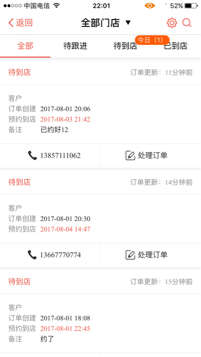 中国电信 22:01 52%
返回 全部门店 ▼
今日（1）
全部 待跟进 待到店 已到店
待到店 订单更新：11分钟前
客户
订单创建 2017-08-01 20:06
预约到店 2017-08-03 21:42
备注 已约好12
13857111062 处理订单
待到店 订单更新：14分钟前
客户
订单创建 2017-08-01 20:30
预约到店 2017-08-04 14:47
13667770774 处理订单
待到店 订单更新：15分钟前
客户
订单创建 2017-08-01 18:08
预约到店 2017-08-01 22:45
备注 约了